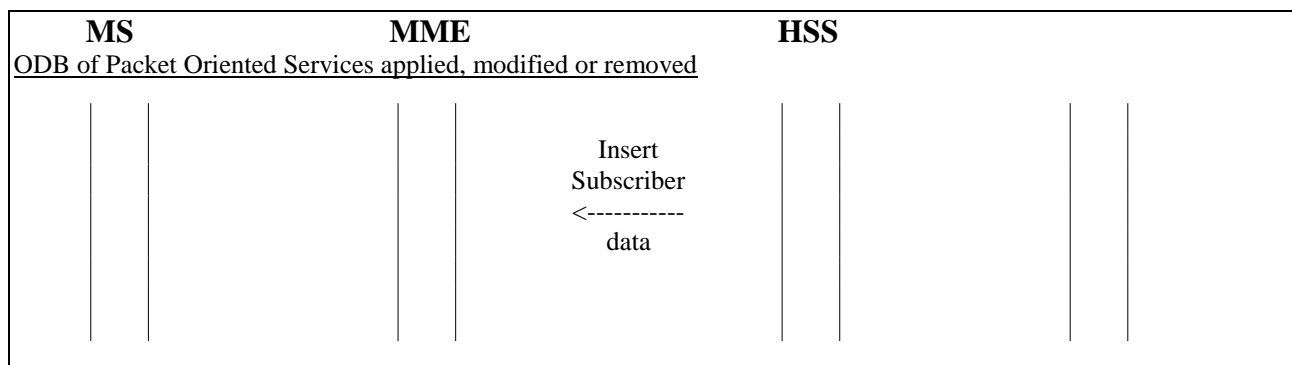 MS MME HSS
ODB of Packet Oriented Services applied, modified or removed
Insert
Subscriber
<-----------
data